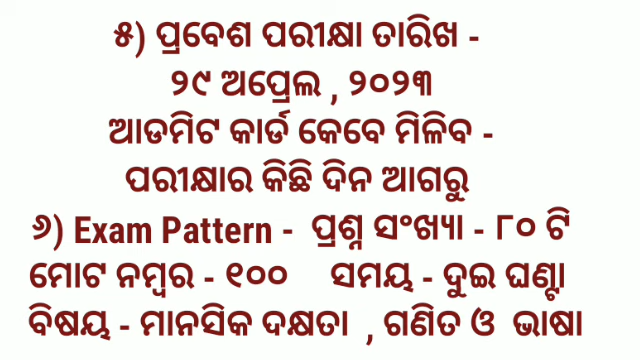 ୫) ପ୍ରବେଶ ପରୀକ୍ଷା ତାରିଖ -
୨୯ ଅପ୍ରେଲ , ୨୦୨୩
ଆଡମିଟ କାର୍ଡ କେବେ ମିଳିବ -
ପରୀକ୍ଷାର କିଛି ଦିନ ଆଗରୁ
୬) Exam Pattern - ପ୍ରଶ୍ନ ସଂଖ୍ୟା - ୮୦ ଟି
ମୋଟ ନମ୍ବର - ୧୦୦ ସମୟ - ଦୁଇ ଘଣ୍ଟା
ବିଷୟ - ମାନସିକ ଦକ୍ଷତା , ଗଣିତ ଓ ଭାଷା